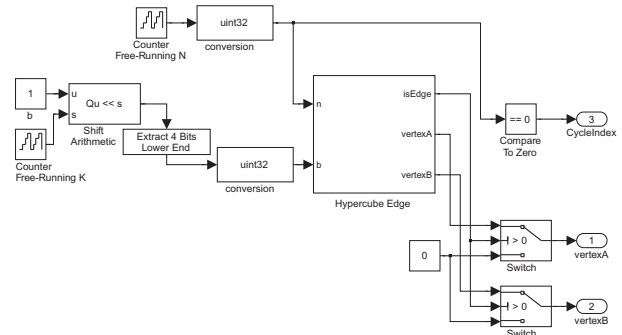 uint32
conversion
Counter
Free-Running N
1
b
u
s
Qu << s
Shift
Arithmetic
Counter
Free-Running K
Extract 4 Bits
Lower End
uint32
conversion
n
b
isEdge
vertexA
vertexB
Hypercube Edge
== 0
Compare
To Zero
3
CycleIndex
0
> 0
Switch
1
vertexA
> 0
Switch
2
vertexB